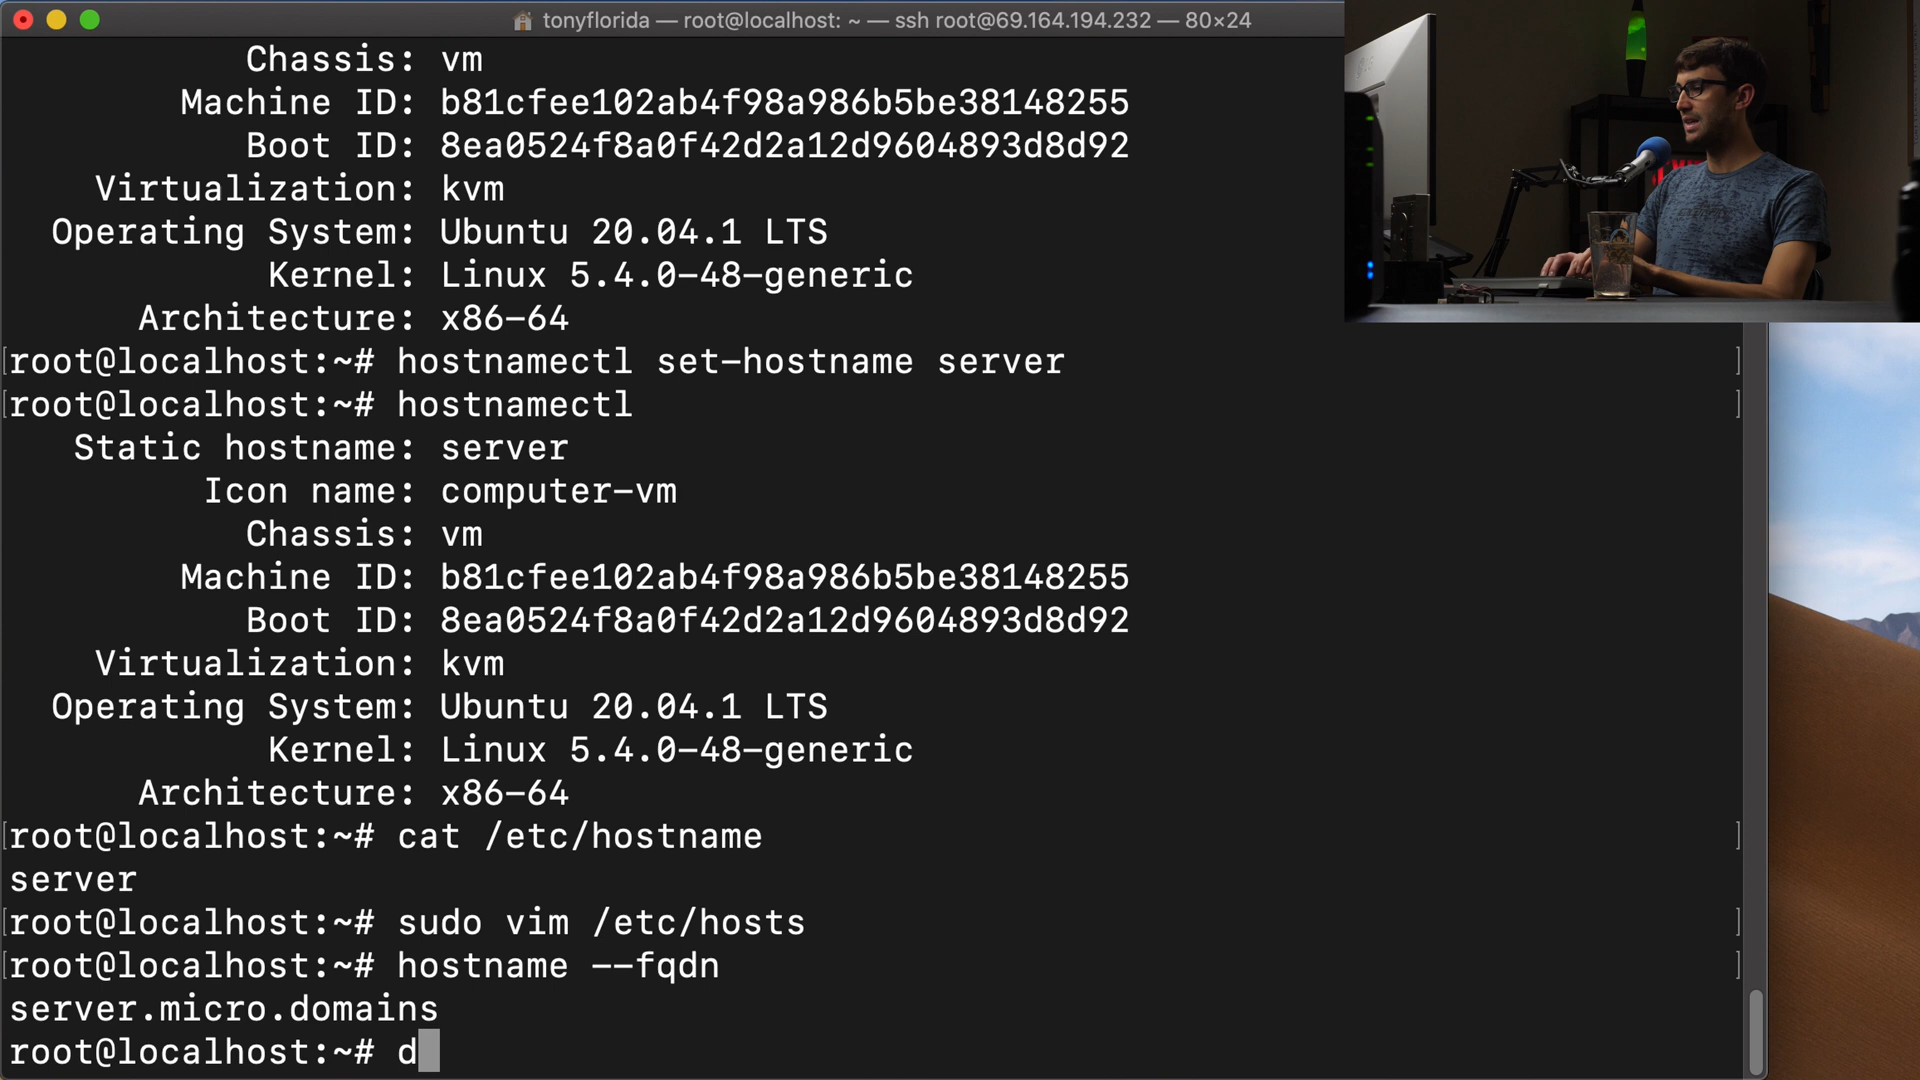 tonyflorida — root@localhost: ~ — ssh root@69.164.194.232 — 80×24
Chassis: vm
Machine ID: b81cfee102ab4f98a986b5be38148255
Boot ID: 8ea0524f8a0f42d2a12d9604893d8d92
Virtualization: kvm
Operating System: Ubuntu 20.04.1 LTS
Kernel: Linux 5.4.0-48-generic
Architecture: x86-64
[root@localhost:~# hostnamectl set-hostname server ]
[root@localhost:~# hostnamectl ]
Static hostname: server
Icon name: computer-vm
Chassis: vm
Machine ID: b81cfee102ab4f98a986b5be38148255
Boot ID: 8ea0524f8a0f42d2a12d9604893d8d92
Virtualization: kvm
Operating System: Ubuntu 20.04.1 LTS
Kernel: Linux 5.4.0-48-generic
Architecture: x86-64
[root@localhost:~# cat /etc/hostname ]
server
[root@localhost:~# sudo vim /etc/hosts ]
[root@localhost:~# hostname --fqdn ]
server.micro.domains
root@localhost:~# d